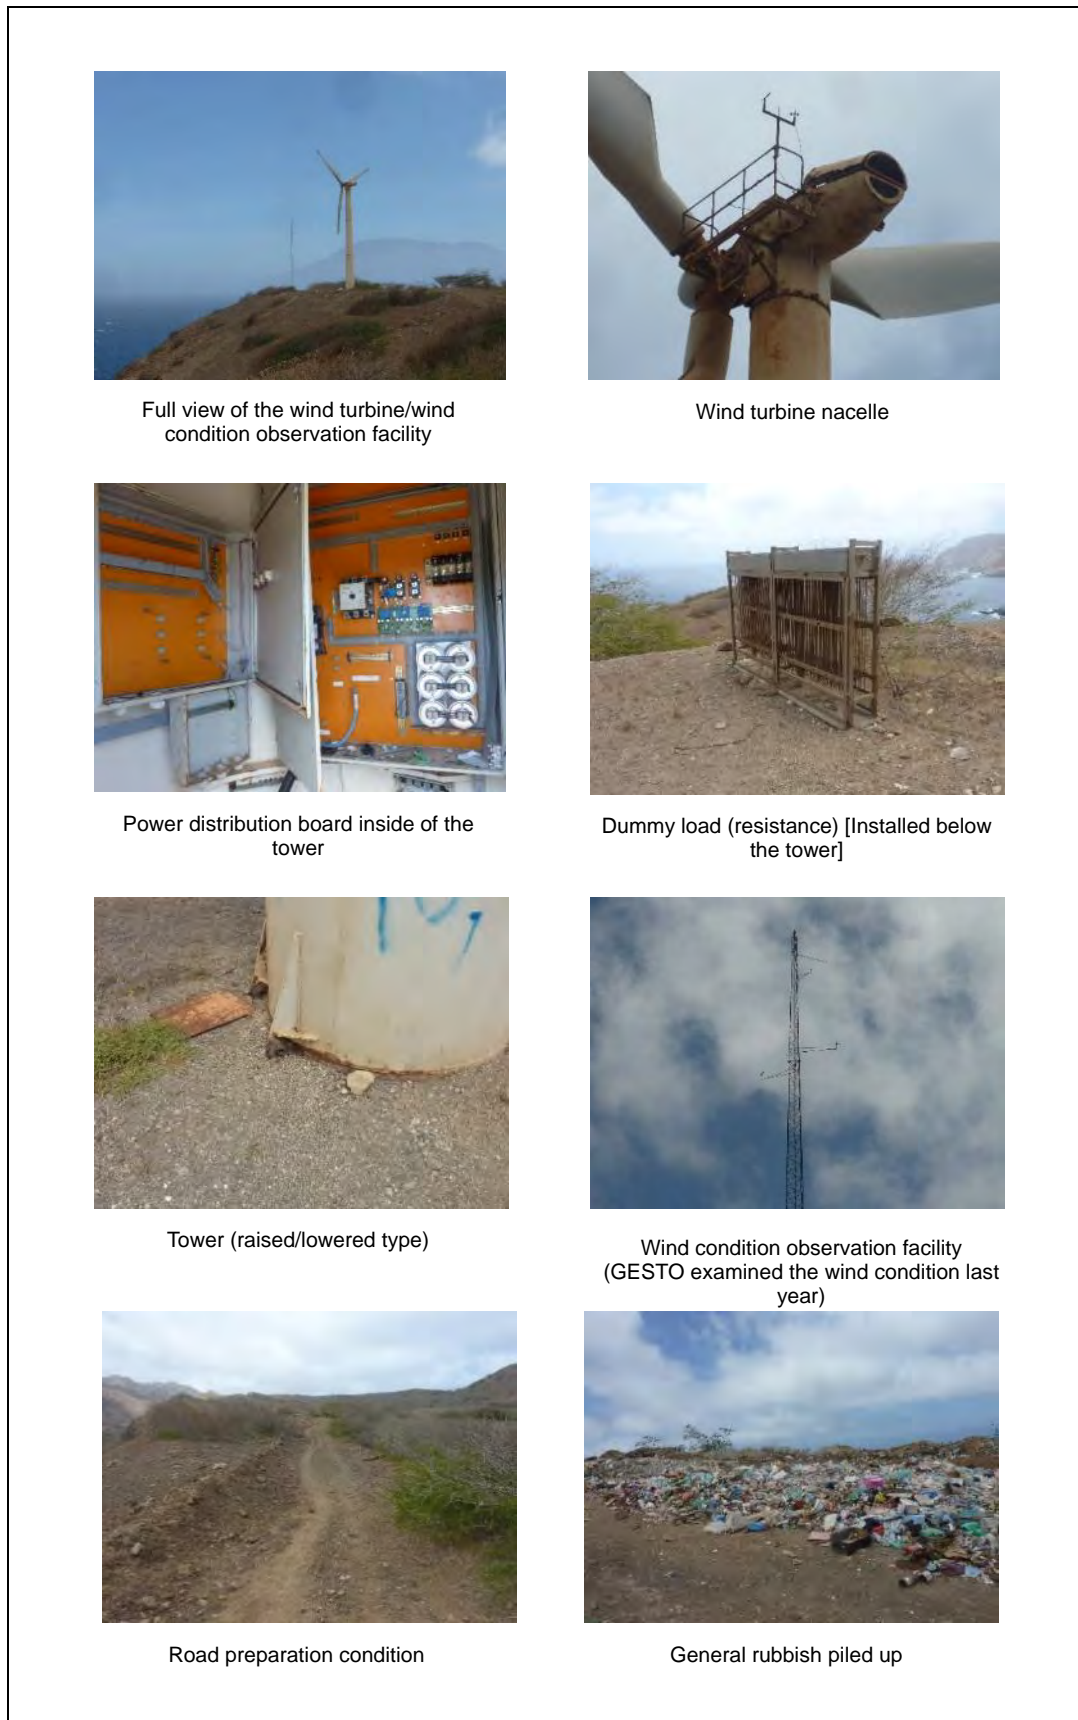 Full view of the wind turbine/wind
condition observation facility
Wind turbine nacelle
Power distribution board inside of the
tower
Dummy load (resistance) [Installed below
the tower]
Tower (raised/lowered type)
Wind condition observation facility
(GESTO examined the wind condition last
year)
Road preparation condition
General rubbish piled up